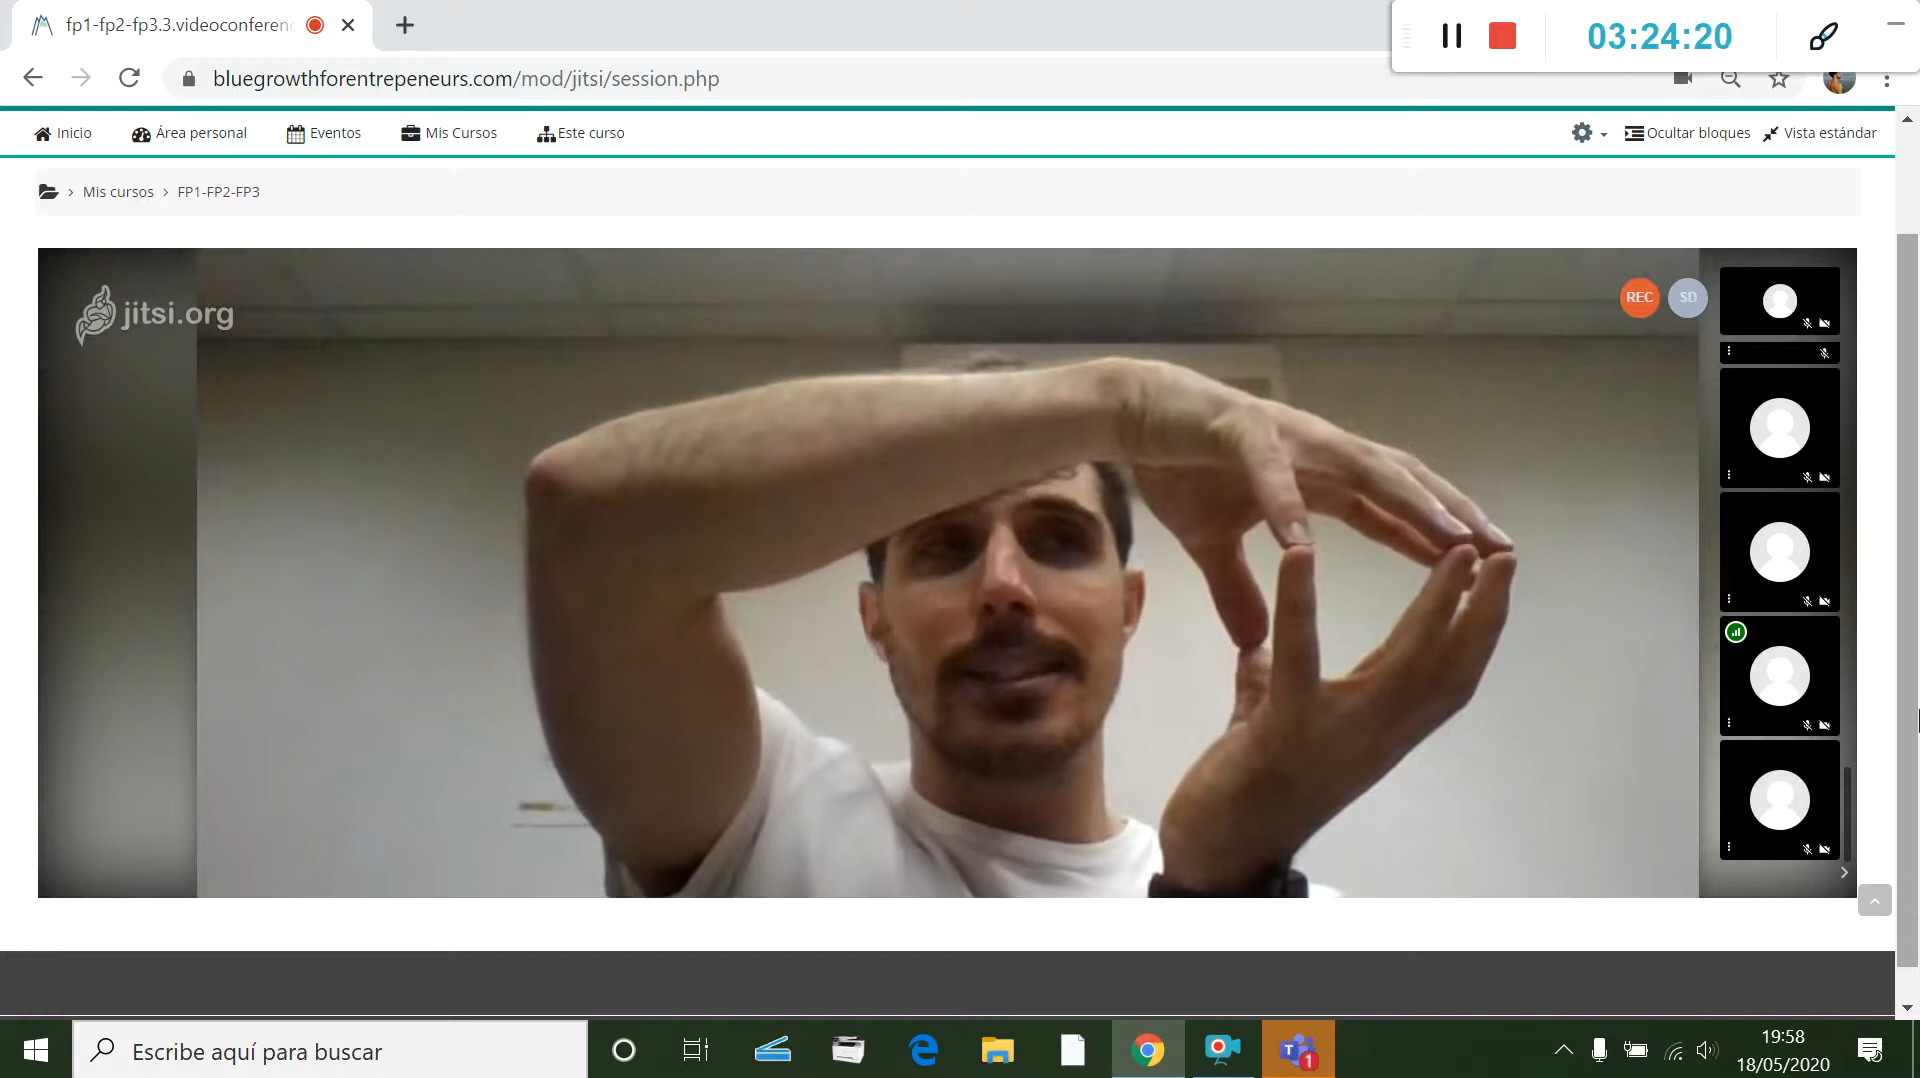 fp1-fp2-fp3.3.videoconferen
03:24:20
bluegrowthforentrepeneurs.com/mod/jitsi/session.php
Inicio
Área personal
Eventos
Mis Cursos
Este curso
Ocultar bloques
Vista estándar
Mis cursos
FP1-FP2-FP3
jitsi.org
REC
SD
Escribe aquí para buscar
1
19:58
18/05/2020